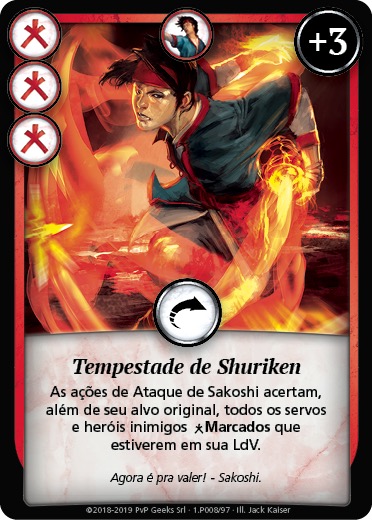 +3
Tempestade de Shuriken
As ações de Ataque de Sakoshi acertam,
além de seu alvo original, todos os servos
e heróis inimigos Marcados que
estiverem em sua LdV.
Agora é pra valer! - Sakoshi.
©2018-2019 PvP Geeks Srl · 1.P008/97 · Ill. Jack Kaiser